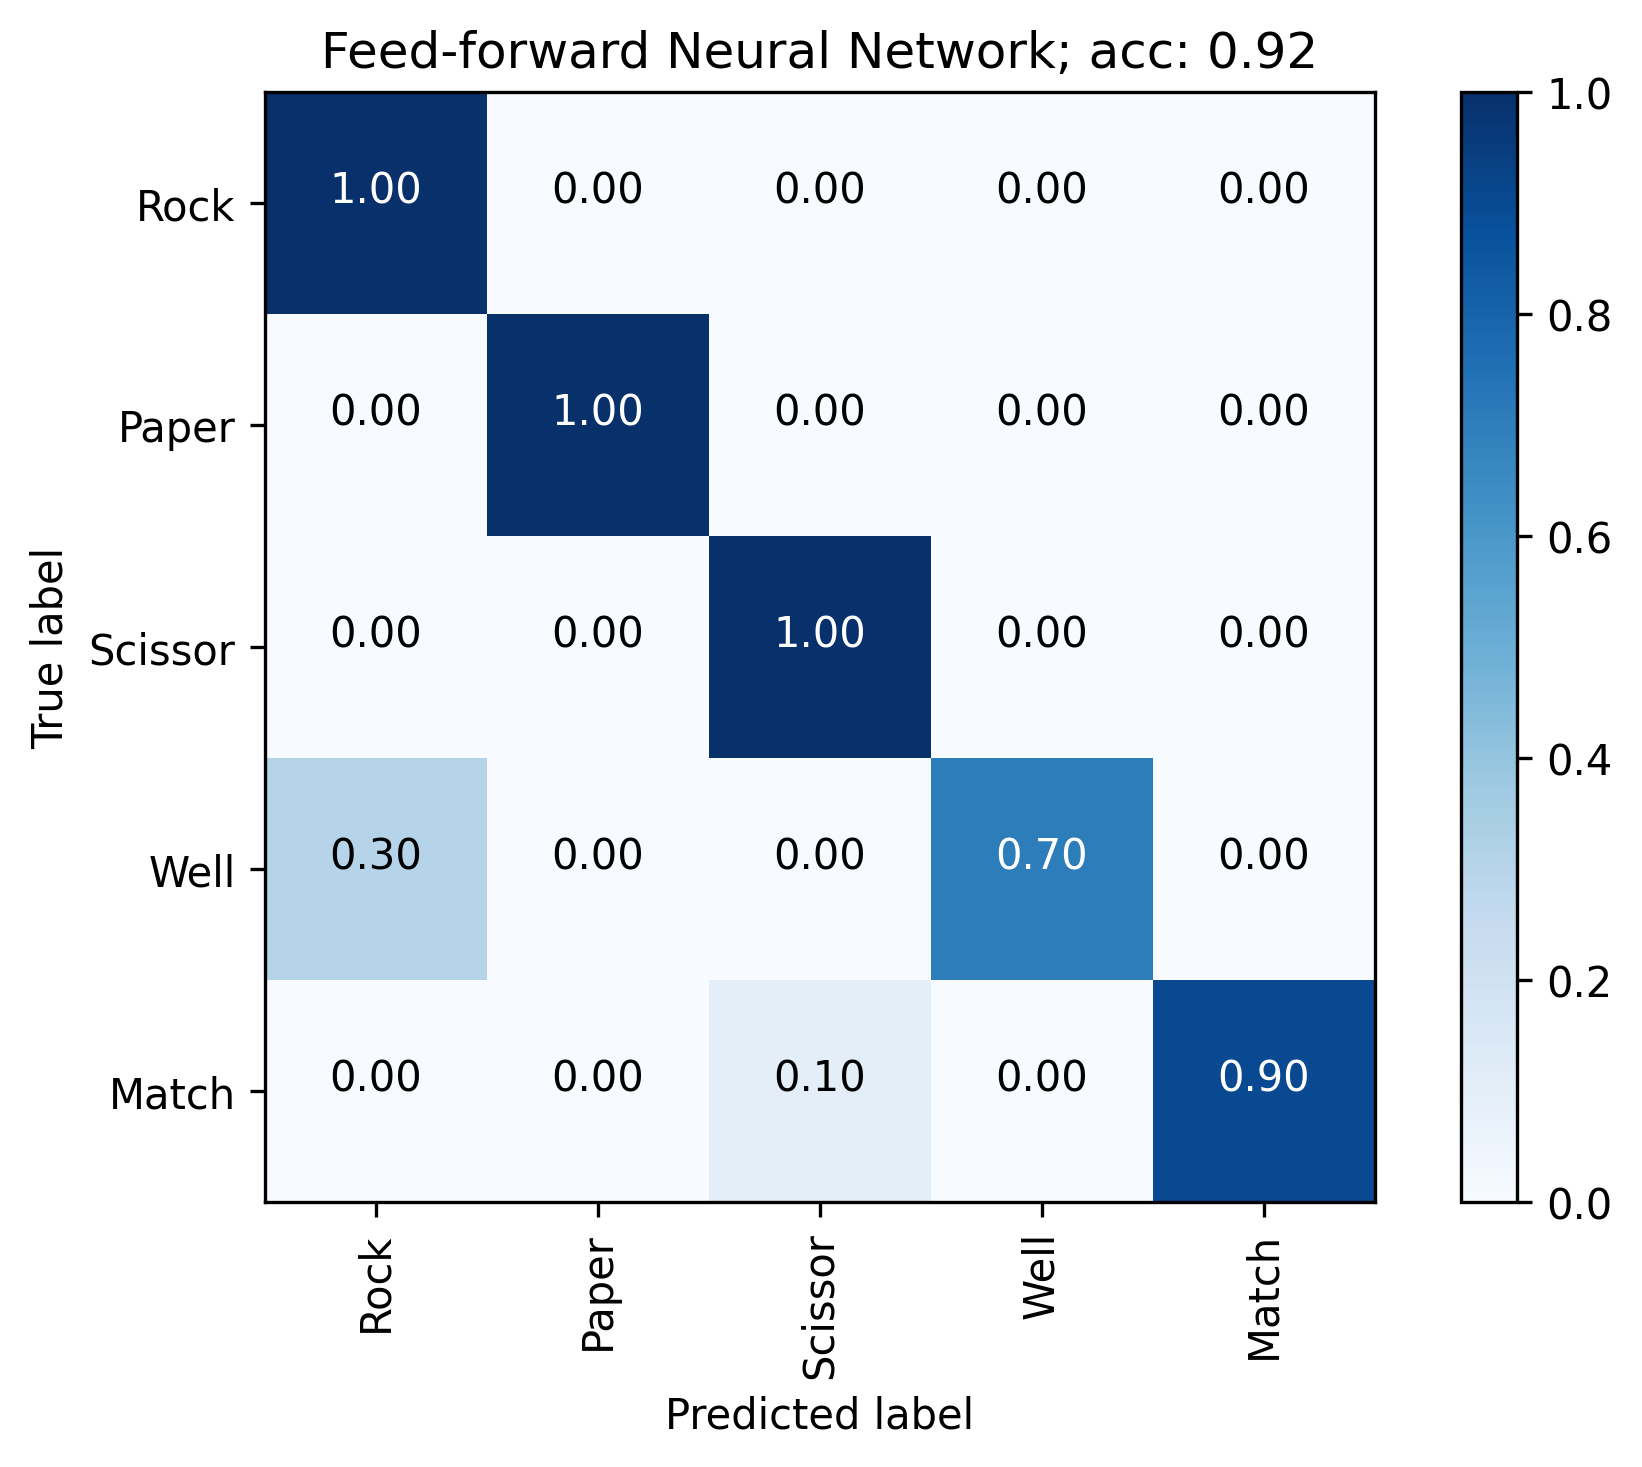 Feed-forward Neural Network; acc: 0.92
Rock 1.00 0.00 0.00 0.00 0.00
Paper 0.00 1.00 0.00 0.00 0.00
Scissor 0.00 0.00 1.00 0.00 0.00
Well 0.30 0.00 0.00 0.70 0.00
Match 0.00 0.00 0.10 0.00 0.90
True label
Rock Paper Scissor Well Match
Predicted label
1.0
0.8
0.6
0.4
0.2
0.0